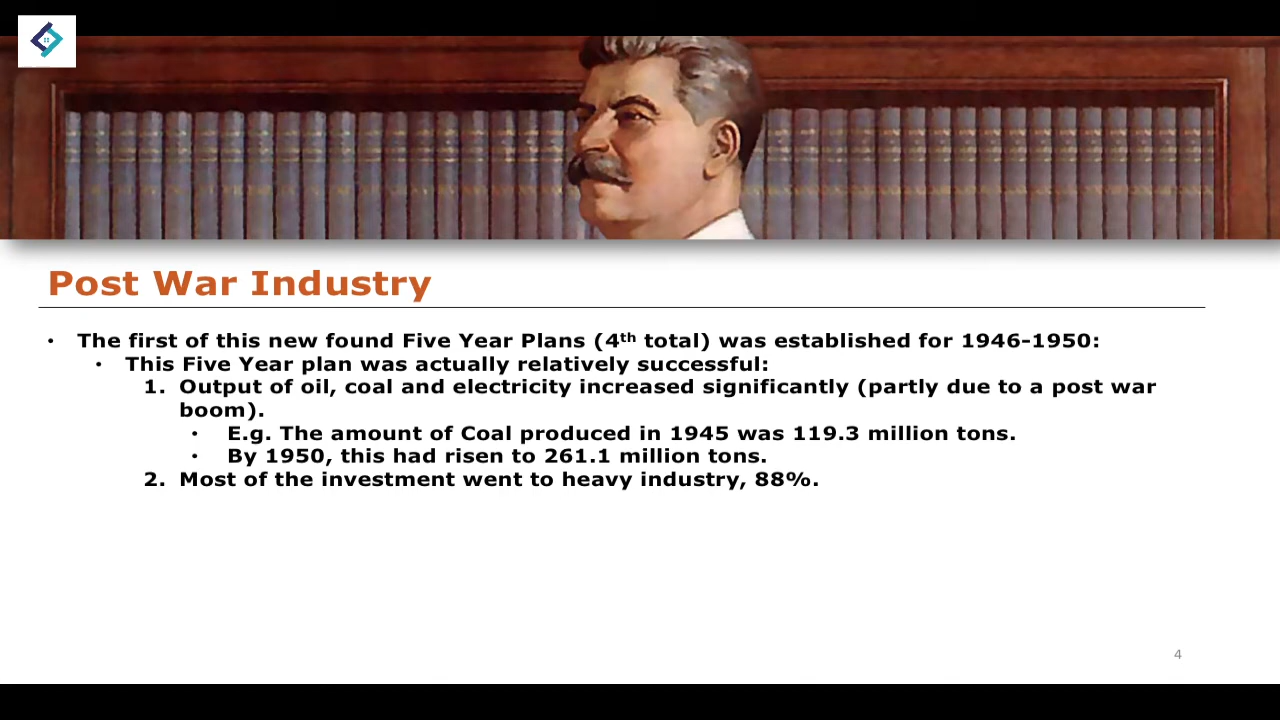 Post War Industry
• The first of this new found Five Year Plans (4th total) was established for 1946-1950:
• This Five Year plan was actually relatively successful:
1. Output of oil, coal and electricity increased significantly (partly due to a post war
boom).
• E.g. The amount of Coal produced in 1945 was 119.3 million tons.
• By 1950, this had risen to 261.1 million tons.
2. Most of the investment went to heavy industry, 88%.
4